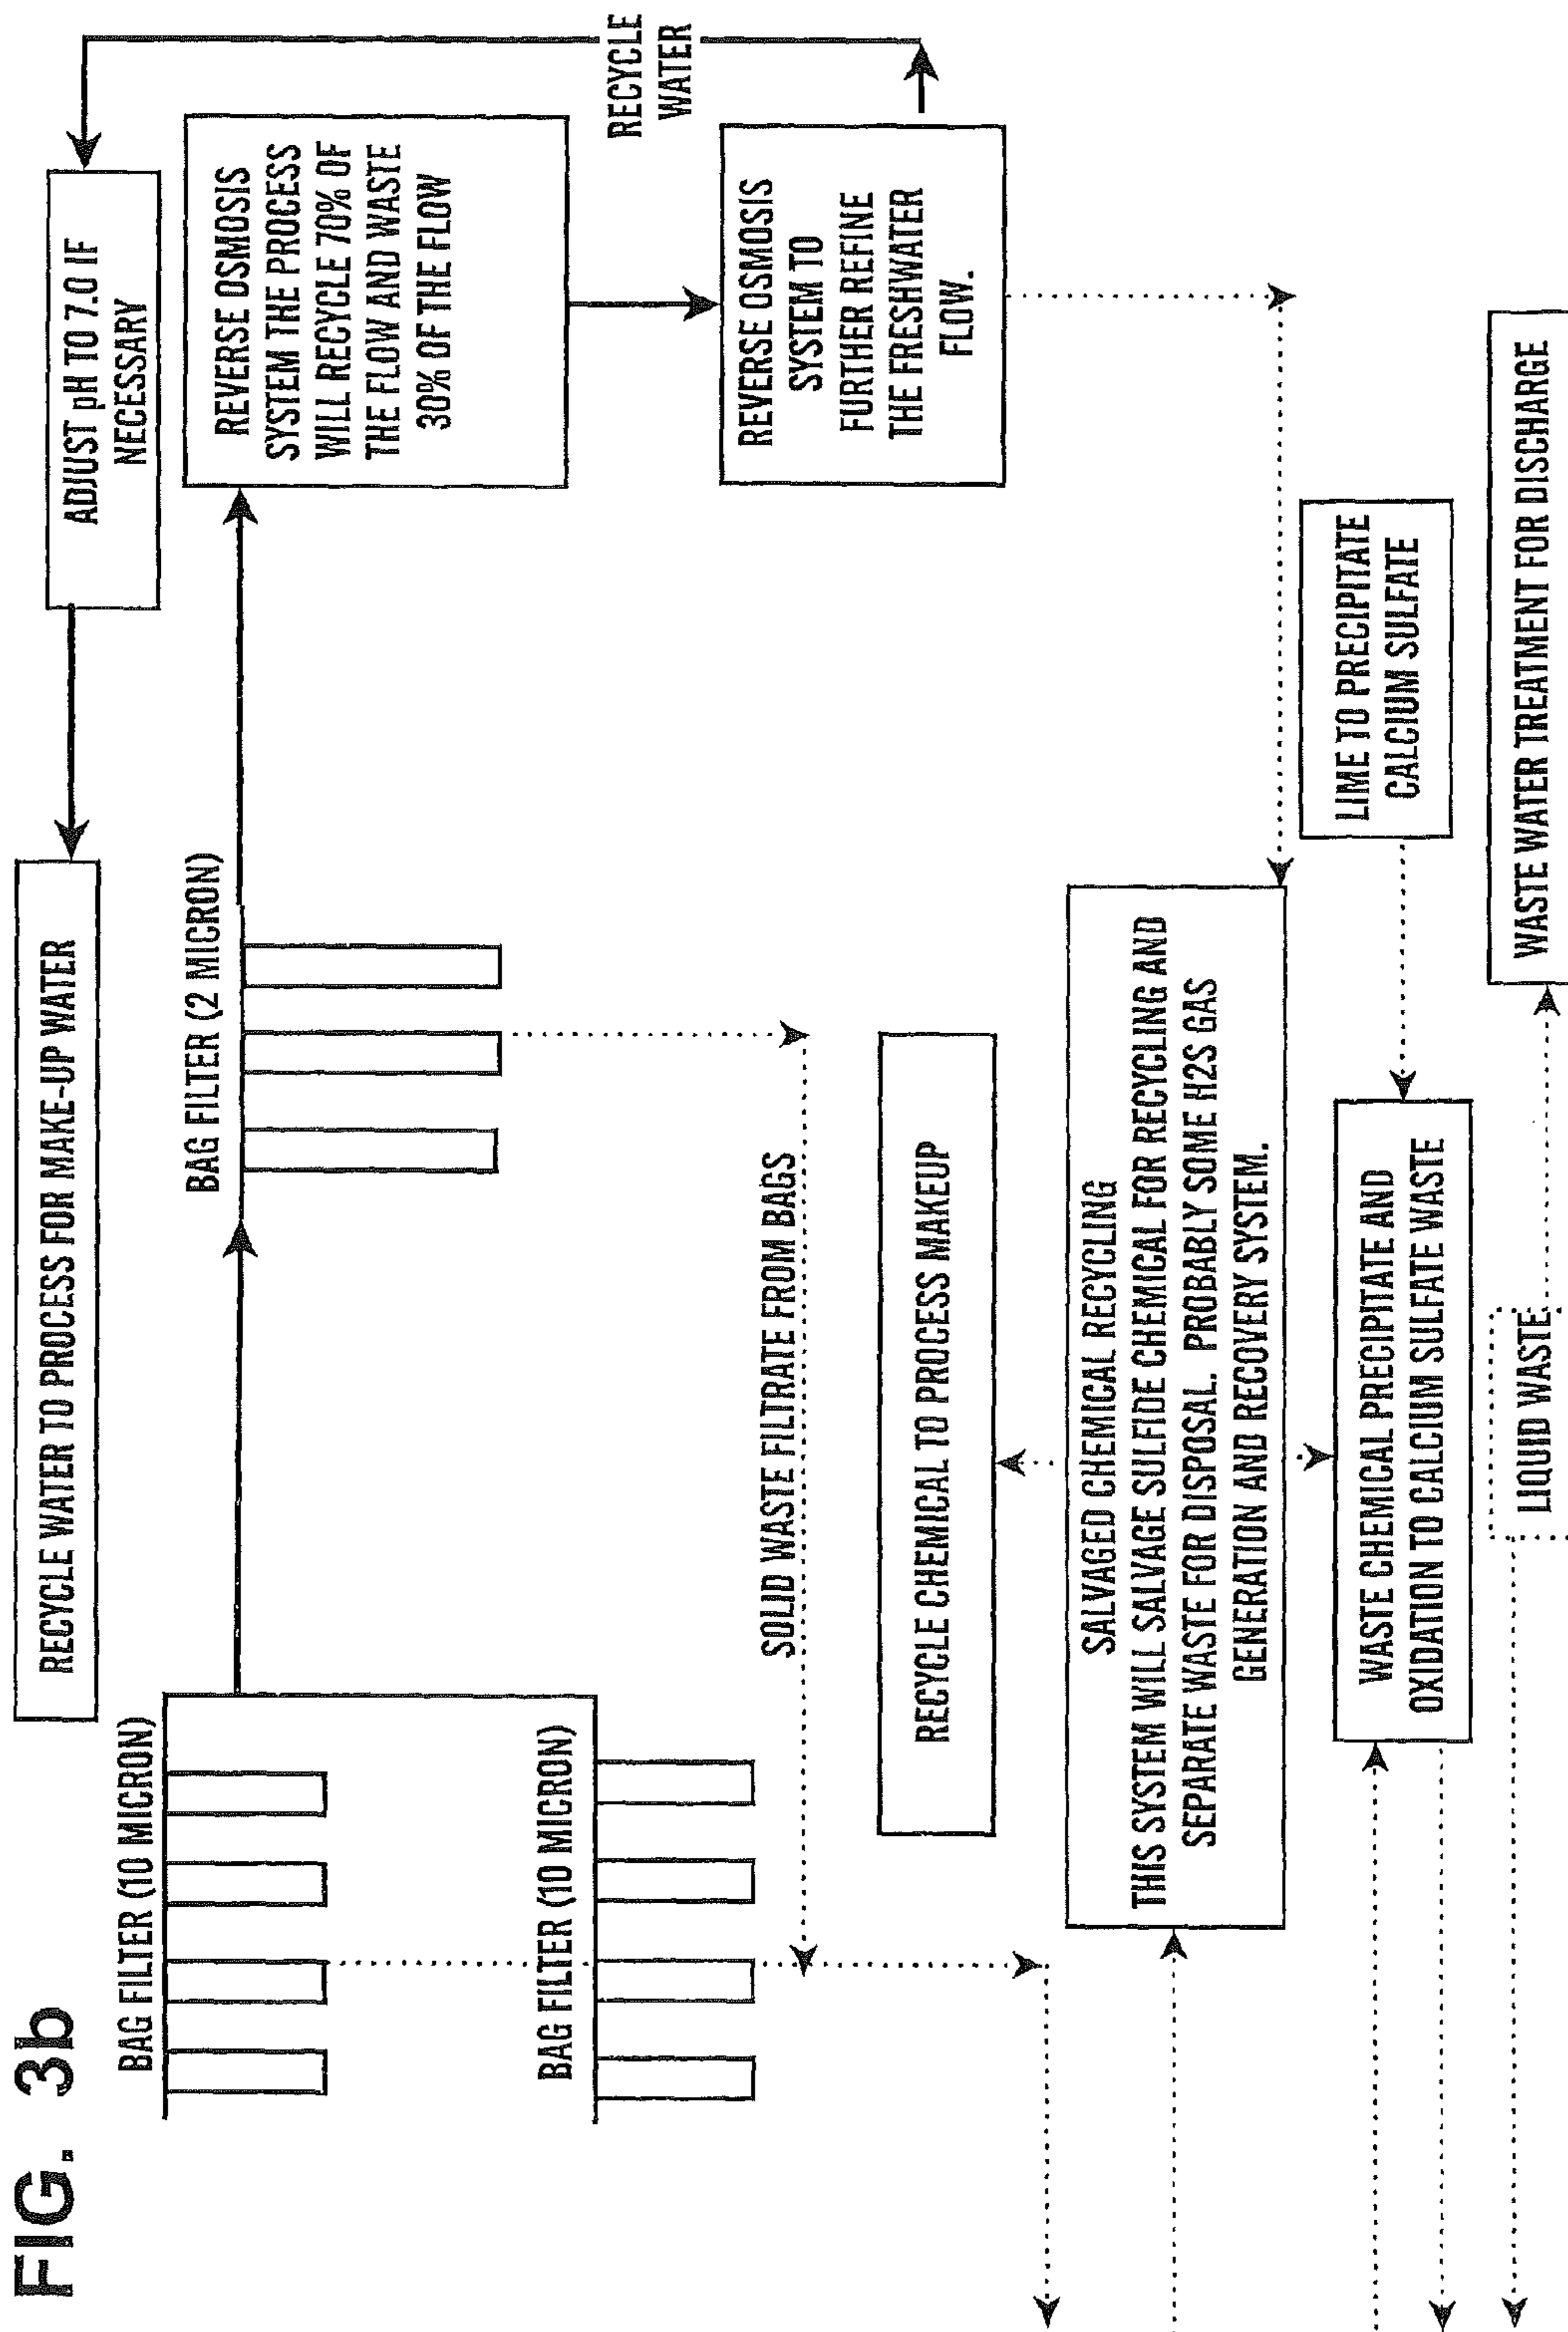 FIG. 3b
RECYCLE WATER TO PROCESS FOR MAKE-UP WATER
ADJUST pH TO 7.0 IF
NECESSARY
BAG FILTER (10 MICRON)
BAG FILTER (2 MICRON)
REVERSE OSMOSIS
SYSTEM THE PROCESS
WILL RECYCLE 70% OF
THE FLOW AND WASTE
30% OF THE FLOW
BAG FILTER (10 MICRON)
RECYCLE
WATER
SOLID WASTE FILTRATE FROM BAGS
REVERSE OSMOSIS
SYSTEM TO
FURTHER REFINE
THE FRESHWATER
FLOW.
RECYCLE CHEMICAL TO PROCESS MAKEUP
SALVAGED CHEMICAL RECYCLING
THIS SYSTEM WILL SALVAGE SULFIDE CHEMICAL FOR RECYCLING AND
SEPARATE WASTE FOR DISPOSAL. PROBABLY SOME H2S GAS
GENERATION AND RECOVERY SYSTEM.
LIME TO PRECIPITATE
CALCIUM SULFATE
WASTE CHEMICAL PRECIPITATE AND
OXIDATION TO CALCIUM SULFATE WASTE
LIQUID WASTE
WASTE WATER TREATMENT FOR DISCHARGE